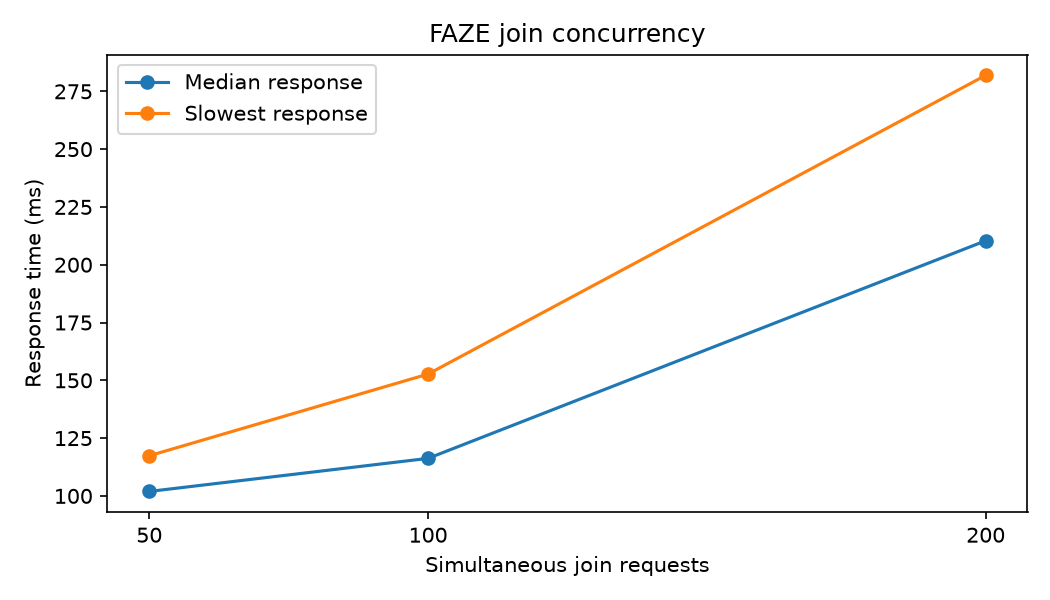 FAZE join concurrency
Median response
Slowest response
Response time (ms)
275
250
225
200
175
150
125
100
50
100
200
Simultaneous join requests